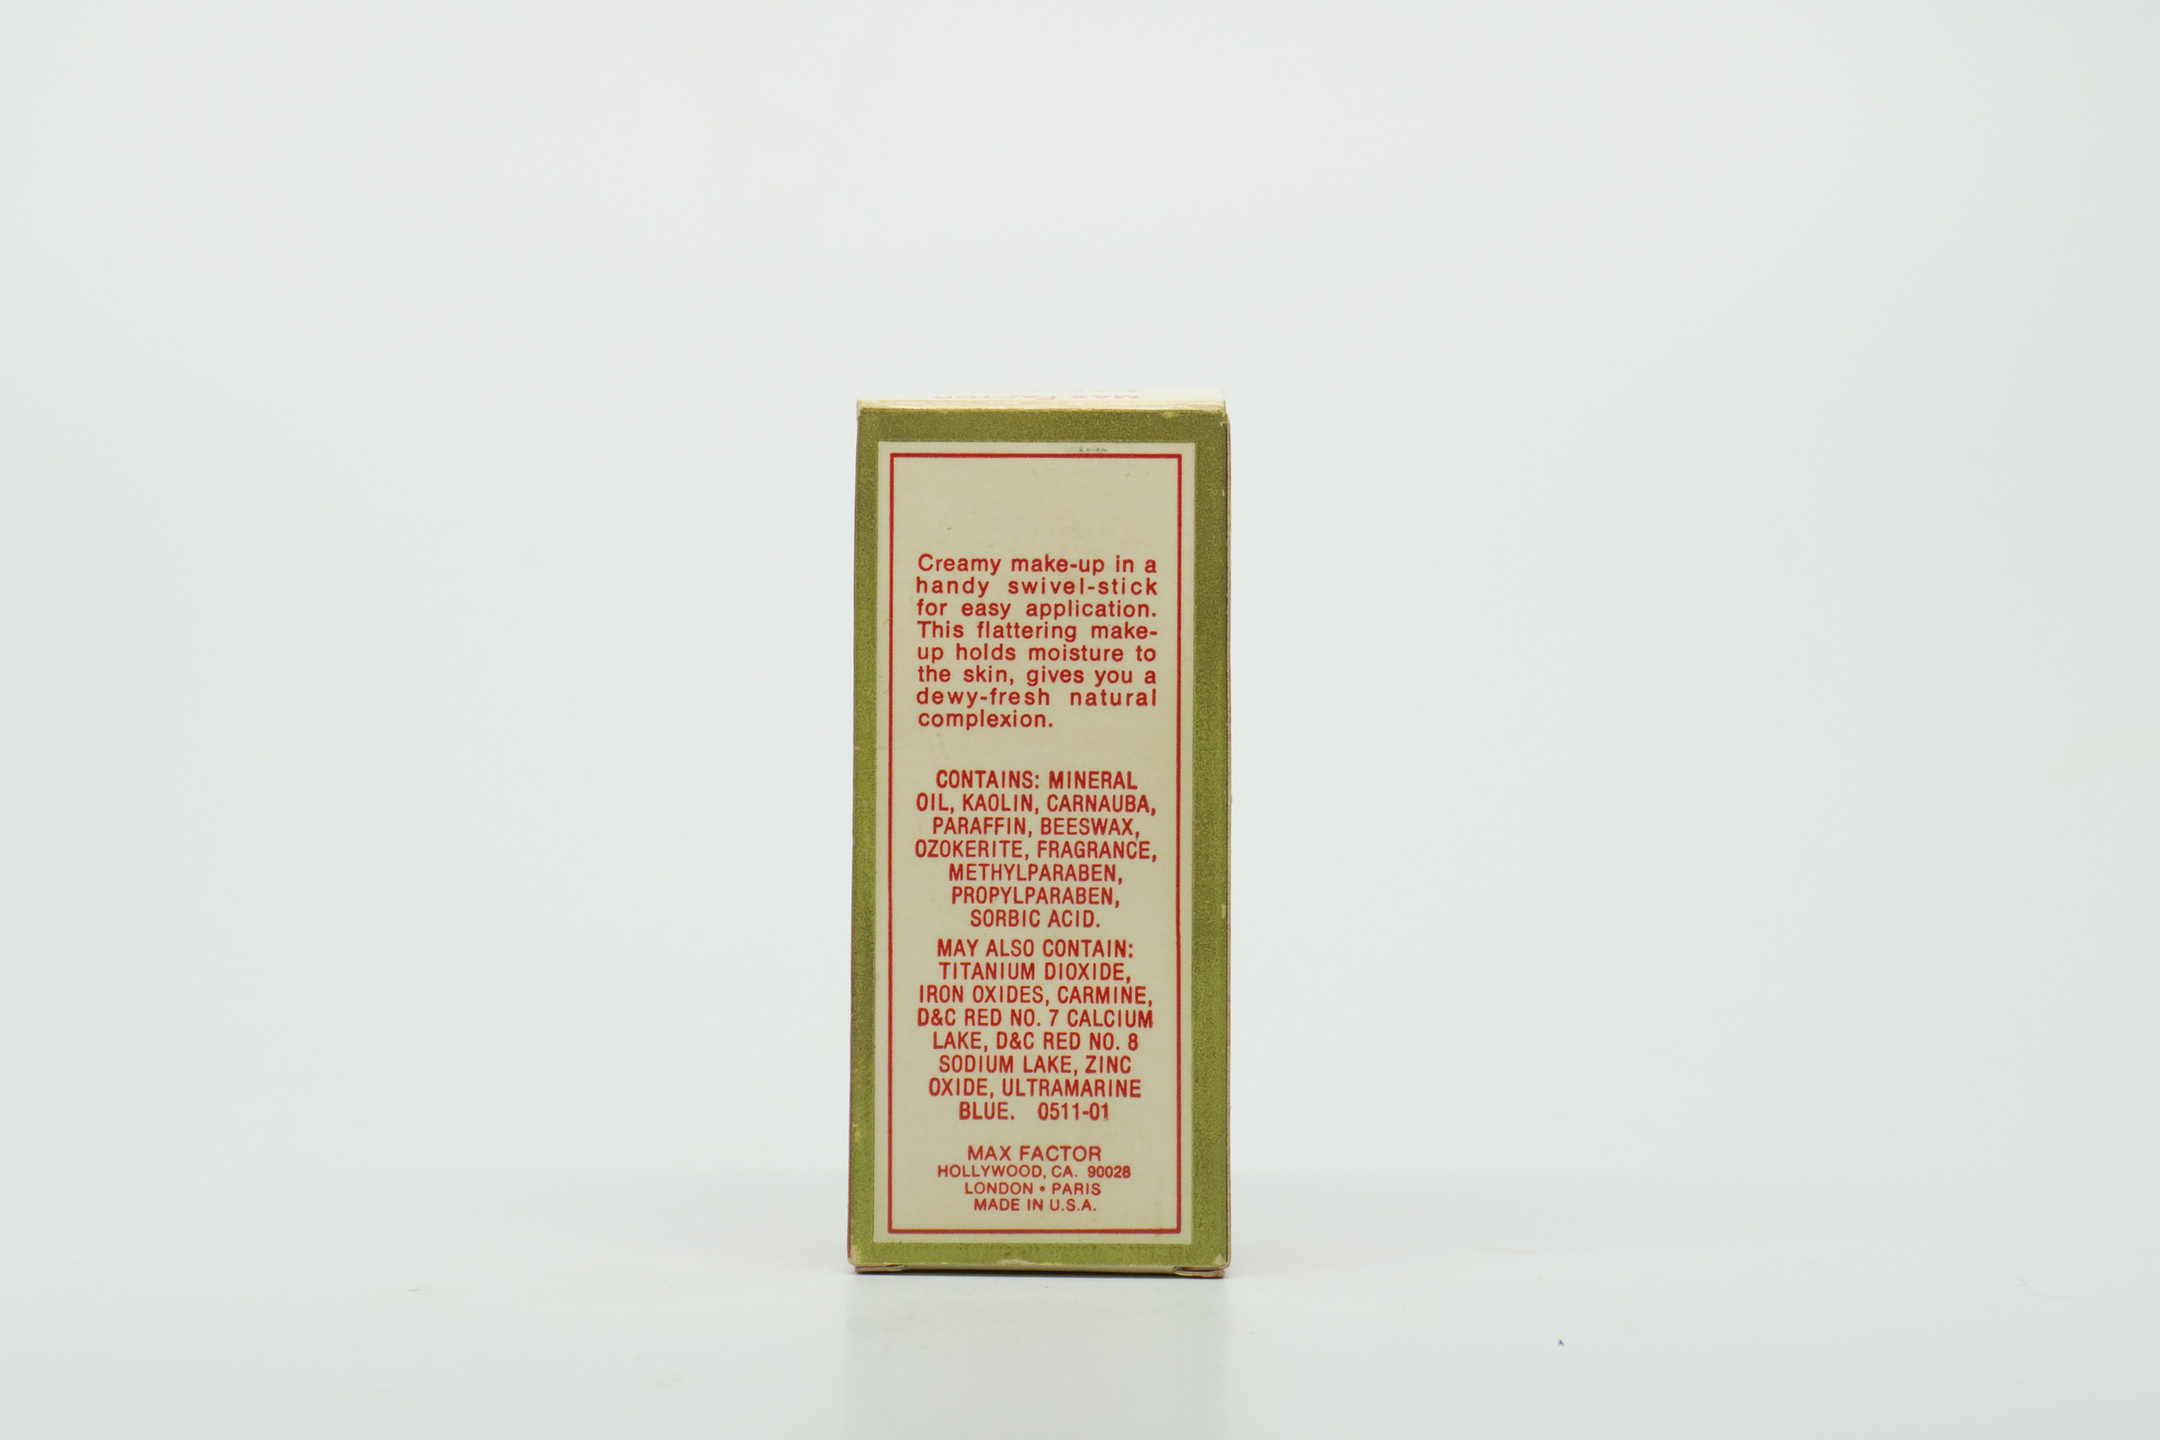 MAX FACTOR
Creamy make-up in a
handy swivel-stick
for easy application.
This flattering make-
up holds moisture to
the skin, gives you a
dewy-fresh natural
complexion.
CONTAINS: MINERAL
OIL, KAOLIN, CARNAUBA,
PARAFFIN, BEESWAX,
OZOKERITE, FRAGRANCE,
METHYLPARABEN,
PROPYLPARABEN,
SORBIC ACID.
MAY ALSO CONTAIN:
TITANIUM DIOXIDE,
IRON OXIDES, CARMINE,
D&C RED NO. 7 CALCIUM
LAKE, D&C RED NO. 8
SODIUM LAKE, ZINC
OXIDE, ULTRAMARINE
BLUE. 0511-01
MAX FACTOR
HOLLYWOOD, CA. 90028
LONDON • PARIS
MADE IN U.S.A.